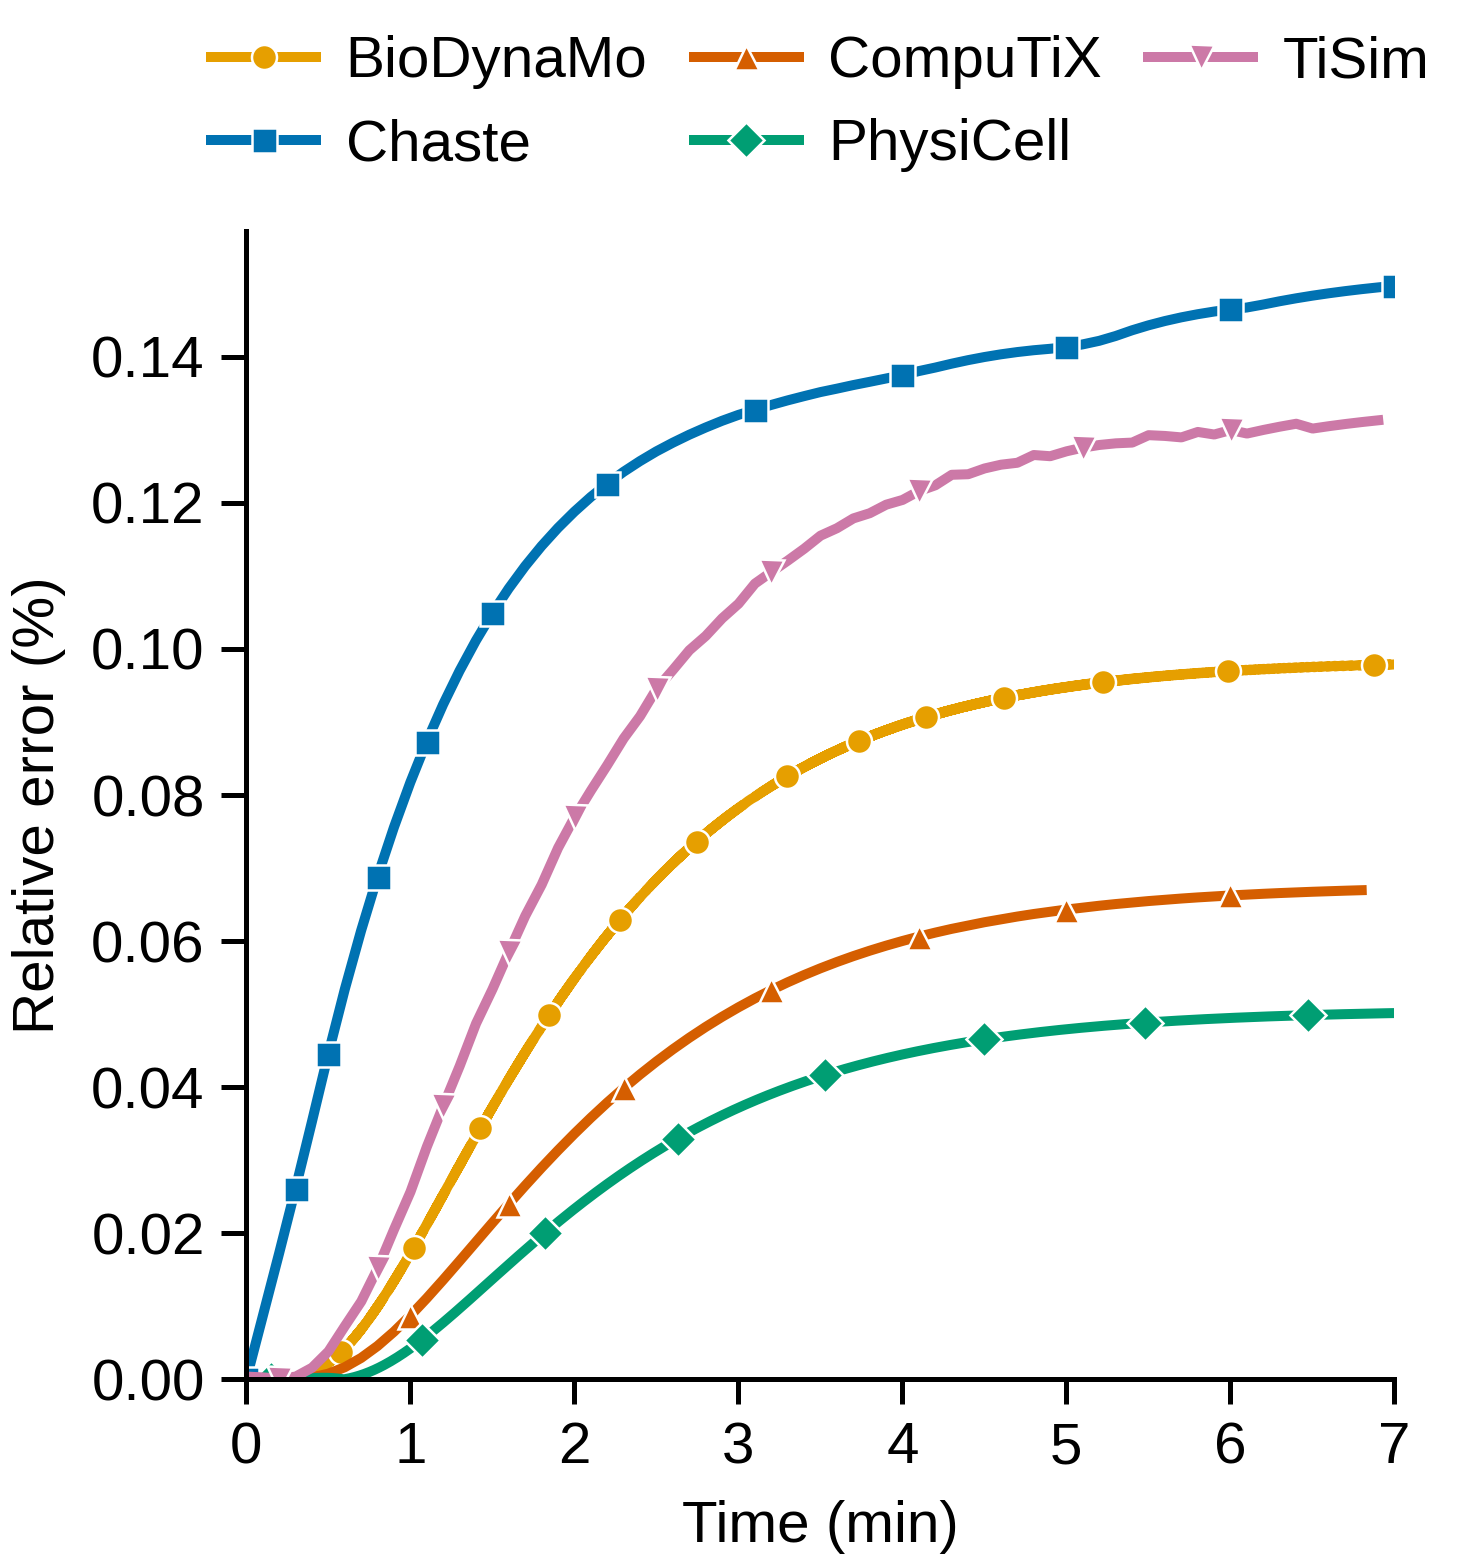 BioDynaMo CompuTiX TiSim
Chaste PhysiCell
Relative error (%)
0.14
0.12
0.10
0.08
0.06
0.04
0.02
0.00
0 1 2 3 4 5 6 7
Time (min)